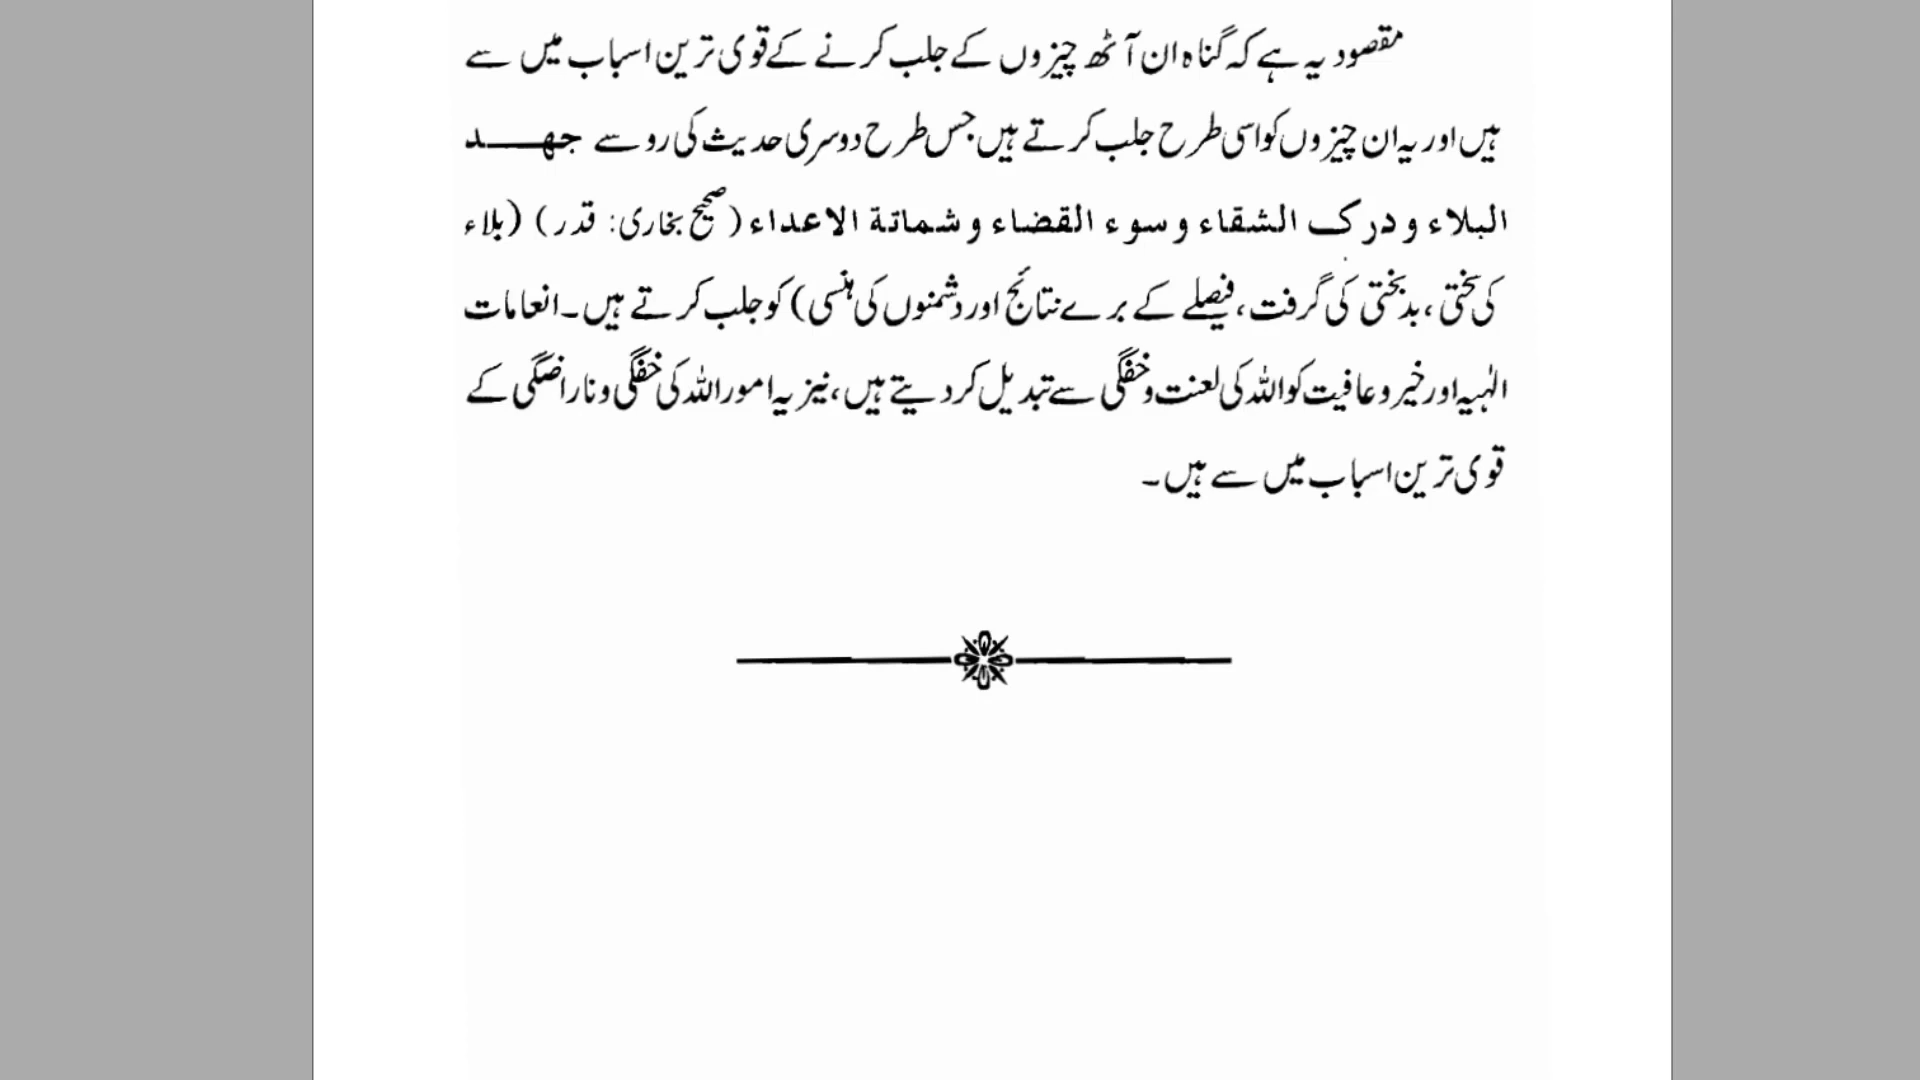 مقصود یہ ہے کہ گناہ ان آٹھ چیزوں کے جلب کرنے کے قوی ترین اسباب میں سے
ہیں اور یہ ان چیزوں کو اسی طرح جلب کرتے ہیں جس طرح دوسری حدیث کی رو سے جهد
البلاء و درک الشقاء و سوء القضاء و شماتة الاعداء (صحیح بخاری: قدر) (بلاء
کی سختی، بدبختی کی گرفت، فیصلے کے برے نتائج اور دشمنوں کی ہنسی) کو جلب کرتے ہیں۔ انعامات
الٰہیہ اور خیر و عافیت کو اللہ کی لعنت و خفگی سے تبدیل کر دیتے ہیں، نیز یہ امور اللہ کی خفگی و ناراضگی کے
قوی ترین اسباب میں سے ہیں۔